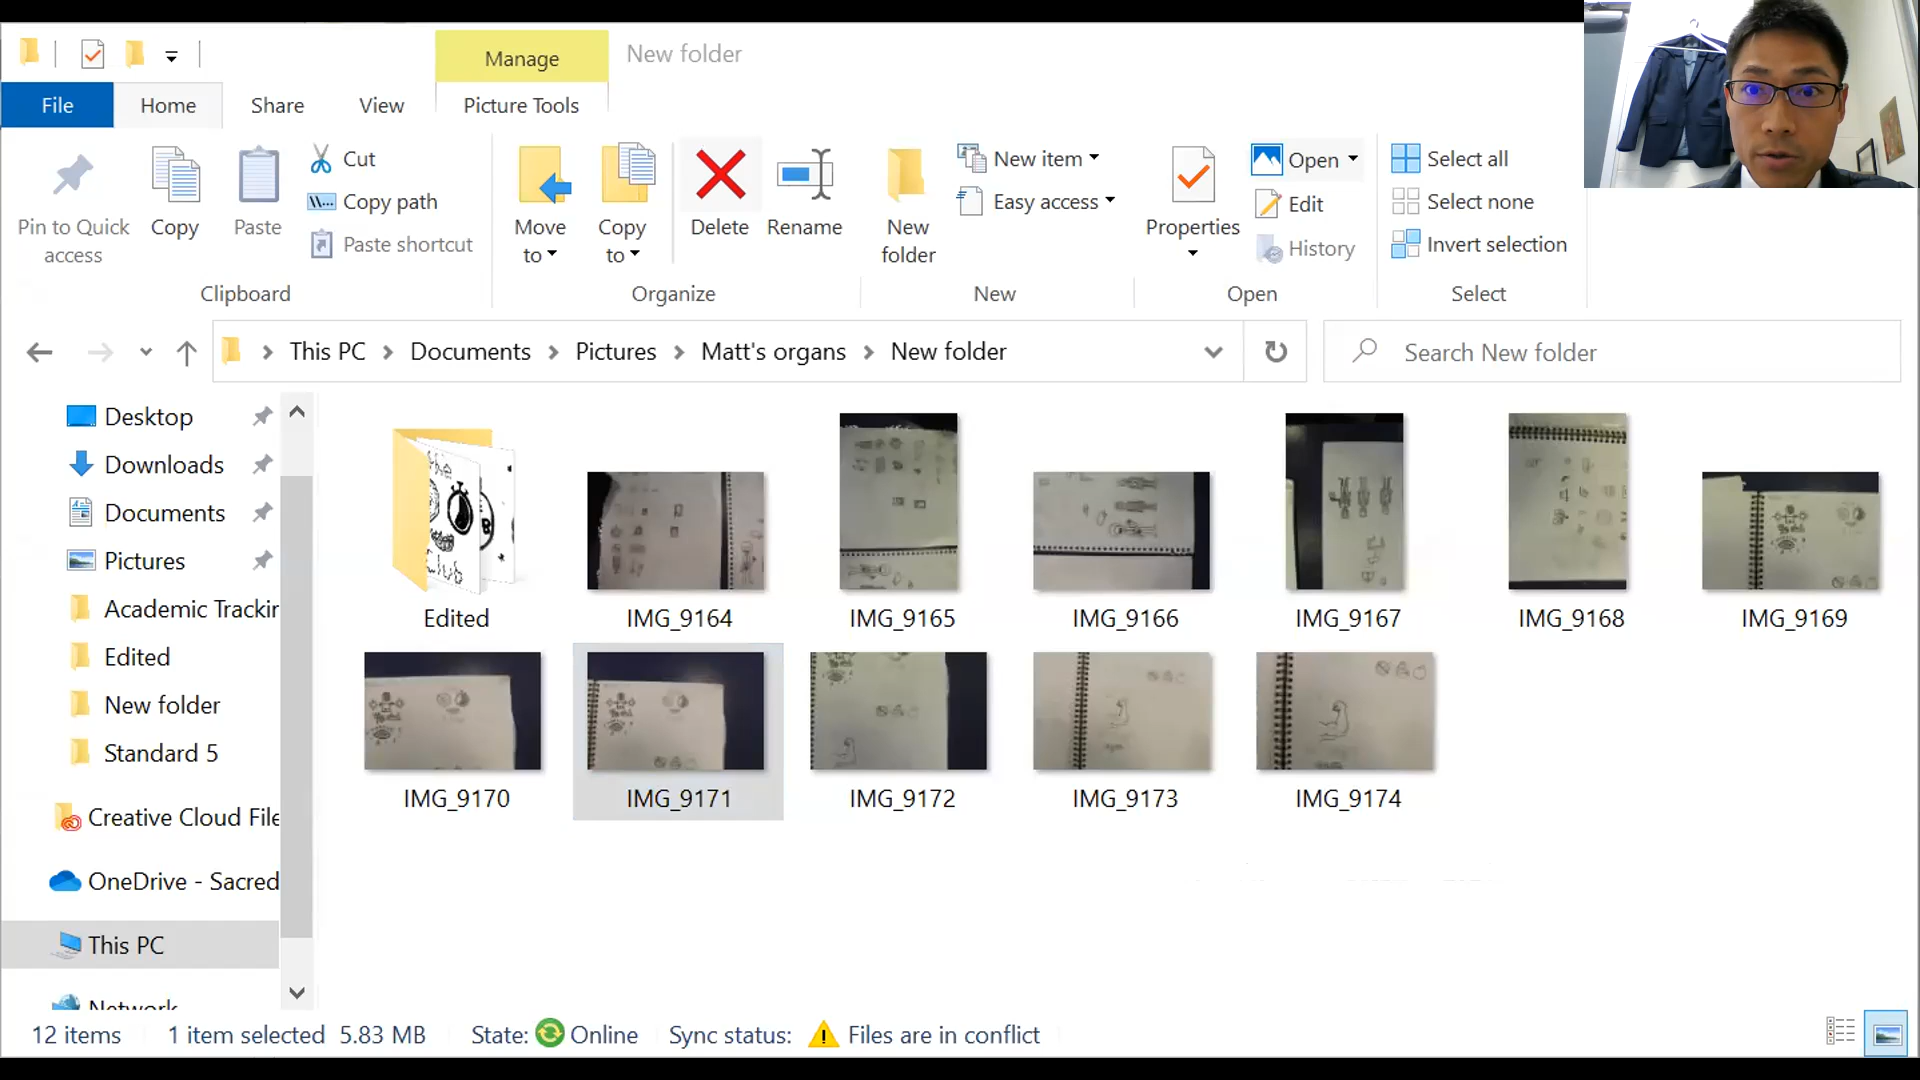 Manage
New folder
File
Home
Share
View
Picture Tools
Pin to Quick access
Copy
Paste
Cut
Copy path
Paste shortcut
Clipboard
Move to
Copy to
Delete
Rename
Organize
New folder
New item
Easy access
New
Properties
Open
Edit
History
Open
Select all
Select none
Invert selection
Select
This PC
Documents
Pictures
Matt's organs
New folder
Search New folder
Desktop
Downloads
Documents
Pictures
Academic Trackin
Edited
New folder
Standard 5
Creative Cloud File
OneDrive - Sacred
This PC
Network
Edited
IMG_9164
IMG_9165
IMG_9166
IMG_9167
IMG_9168
IMG_9169
IMG_9170
IMG_9171
IMG_9172
IMG_9173
IMG_9174
12 items
1 item selected
5.83 MB
State:
Online
Sync status:
Files are in conflict